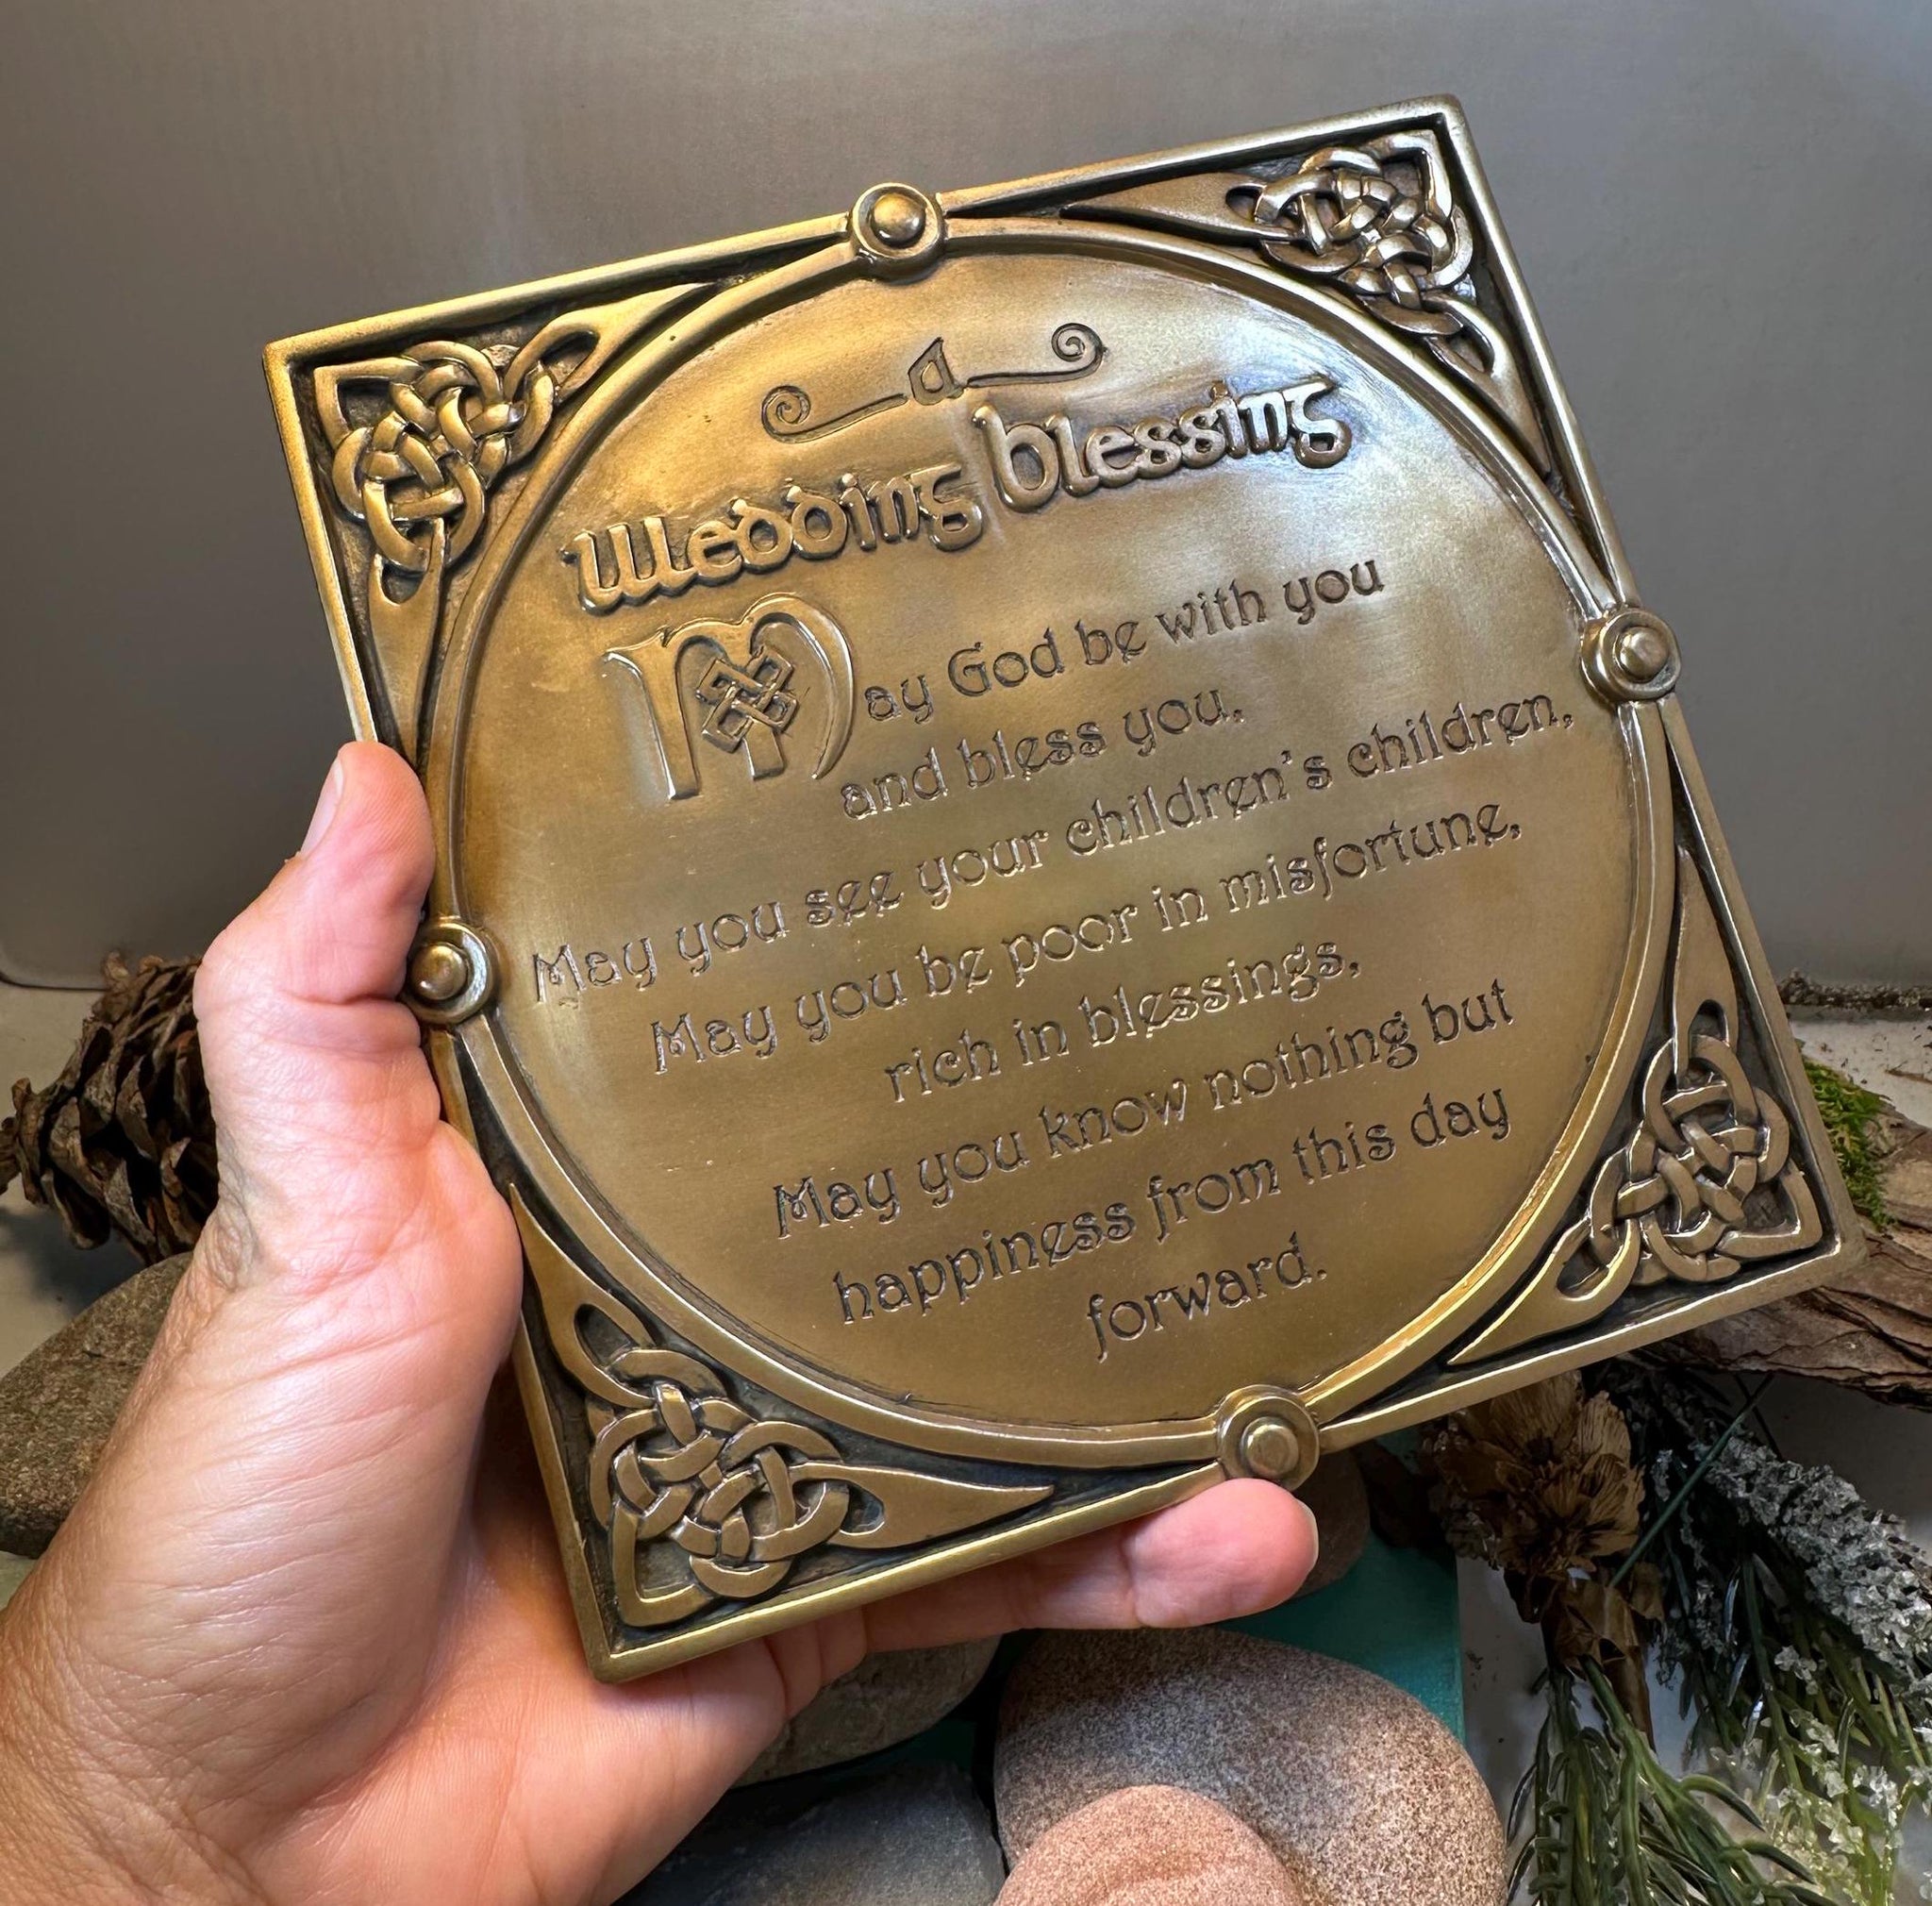 a
Wedding Blessing
May God be with you
and bless you.
May you see your children's children,
May you be poor in misfortune,
rich in blessings,
May you know nothing but
happiness from this day
forward.